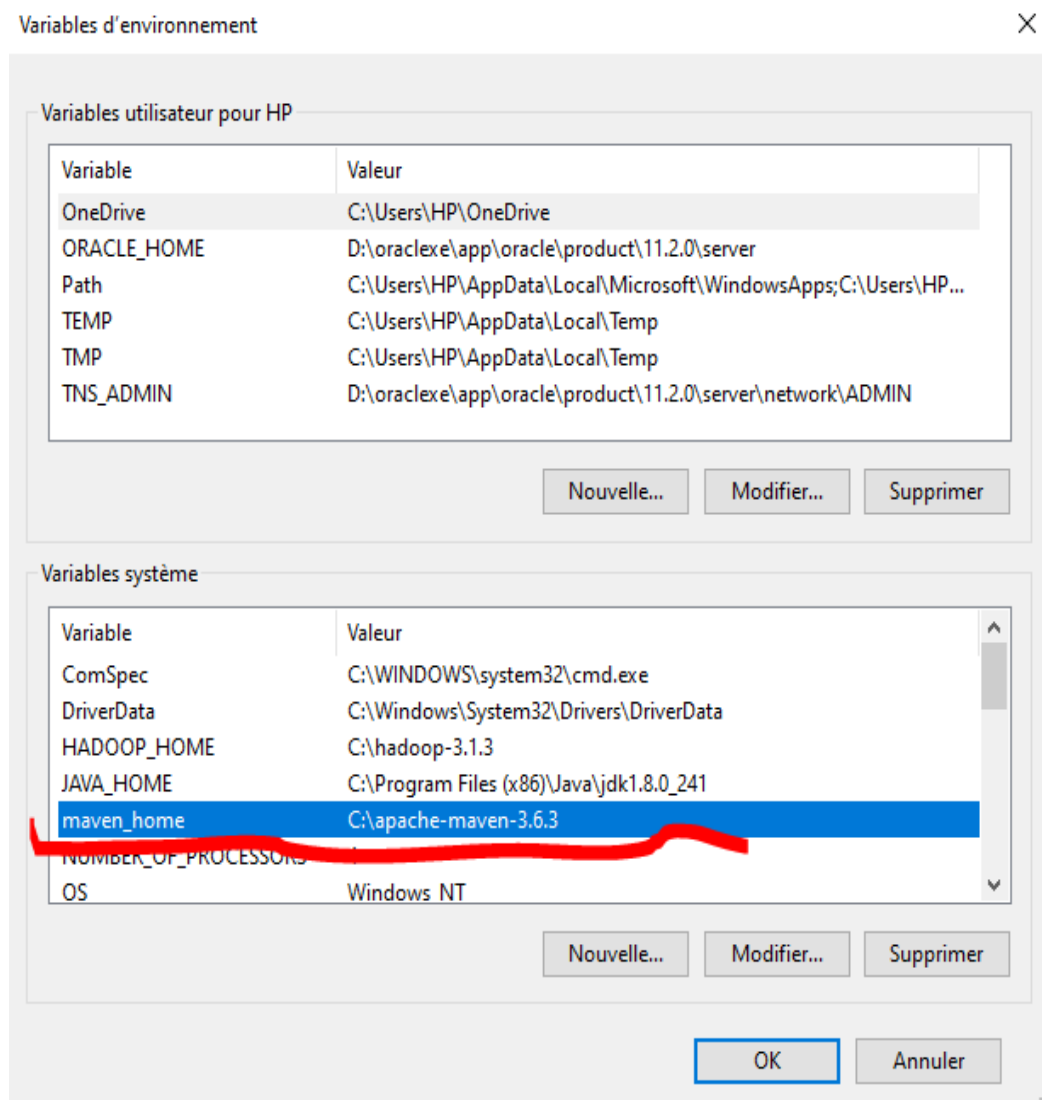 Variables d'environnement
Variables utilisateur pour HP
Variable Valeur
OneDrive C:\Users\HP\OneDrive
ORACLE_HOME D:\oraclexe\app\oracle\product\11.2.0\server
Path C:\Users\HP\AppData\Local\Microsoft\WindowsApps;C:\Users\HP...
TEMP C:\Users\HP\AppData\Local\Temp
TMP C:\Users\HP\AppData\Local\Temp
TNS_ADMIN D:\oraclexe\app\oracle\product\11.2.0\server\network\ADMIN
Nouvelle... Modifier... Supprimer
Variables système
Variable Valeur
ComSpec C:\WINDOWS\system32\cmd.exe
DriverData C:\Windows\System32\Drivers\DriverData
HADOOP_HOME C:\hadoop-3.1.3
JAVA_HOME C:\Program Files (x86)\Java\jdk1.8.0_241
maven_home C:\apache-maven-3.6.3
NUMBER_OF_PROCESSORS
OS Windows_NT
Nouvelle... Modifier... Supprimer
OK Annuler